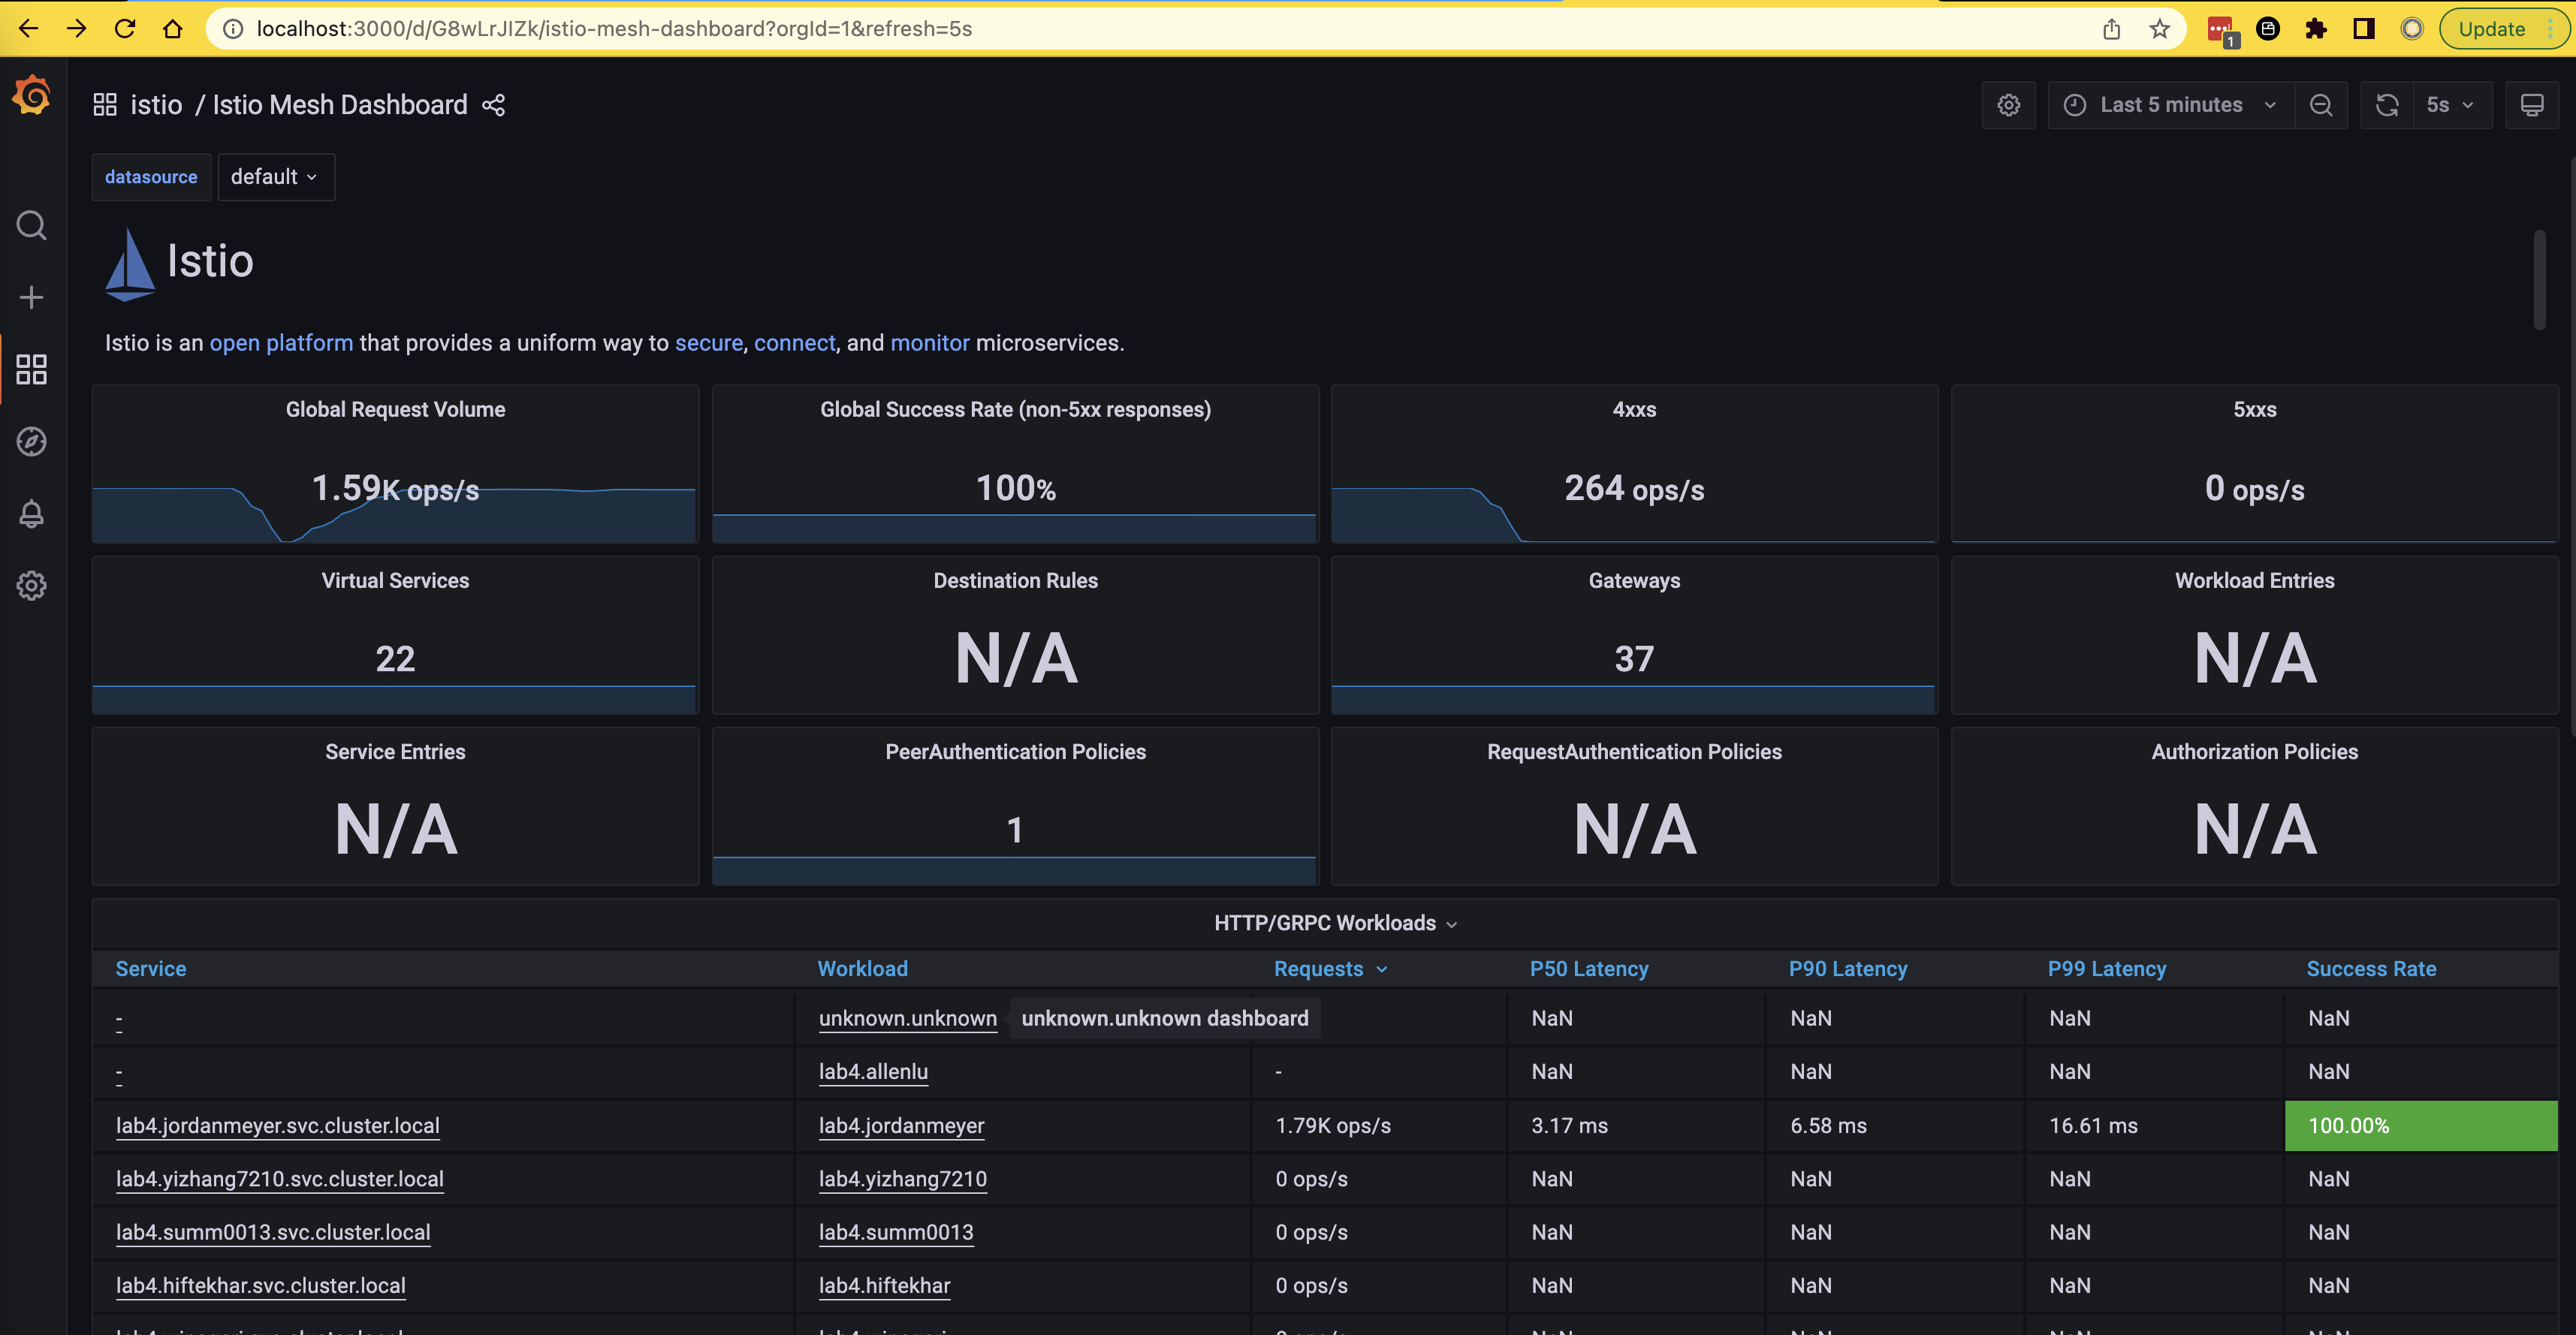 localhost:3000/d/G8wLrJIZk/istio-mesh-dashboard?orgId=1&refresh=5s
1
Update
istio / Istio Mesh Dashboard
Last 5 minutes
5s
datasource
default
Istio
Istio is an open platform that provides a uniform way to secure, connect, and monitor microservices.
Global Request Volume
1.59K ops/s
Global Success Rate (non-5xx responses)
100%
4xxs
264 ops/s
5xxs
0 ops/s
Virtual Services
22
Destination Rules
N/A
Gateways
37
Workload Entries
N/A
Service Entries
N/A
PeerAuthentication Policies
1
RequestAuthentication Policies
N/A
Authorization Policies
N/A
HTTP/GRPC Workloads
Service Workload Requests P50 Latency P90 Latency P99 Latency Success Rate
- unknown.unknown unknown.unknown dashboard NaN NaN NaN NaN
- lab4.allenlu - NaN NaN NaN NaN
lab4.jordanmeyer.svc.cluster.local lab4.jordanmeyer 1.79K ops/s 3.17 ms 6.58 ms 16.61 ms 100.00%
lab4.yizhang7210.svc.cluster.local lab4.yizhang7210 0 ops/s NaN NaN NaN NaN
lab4.summ0013.svc.cluster.local lab4.summ0013 0 ops/s NaN NaN NaN NaN
lab4.hiftekhar.svc.cluster.local lab4.hiftekhar 0 ops/s NaN NaN NaN NaN